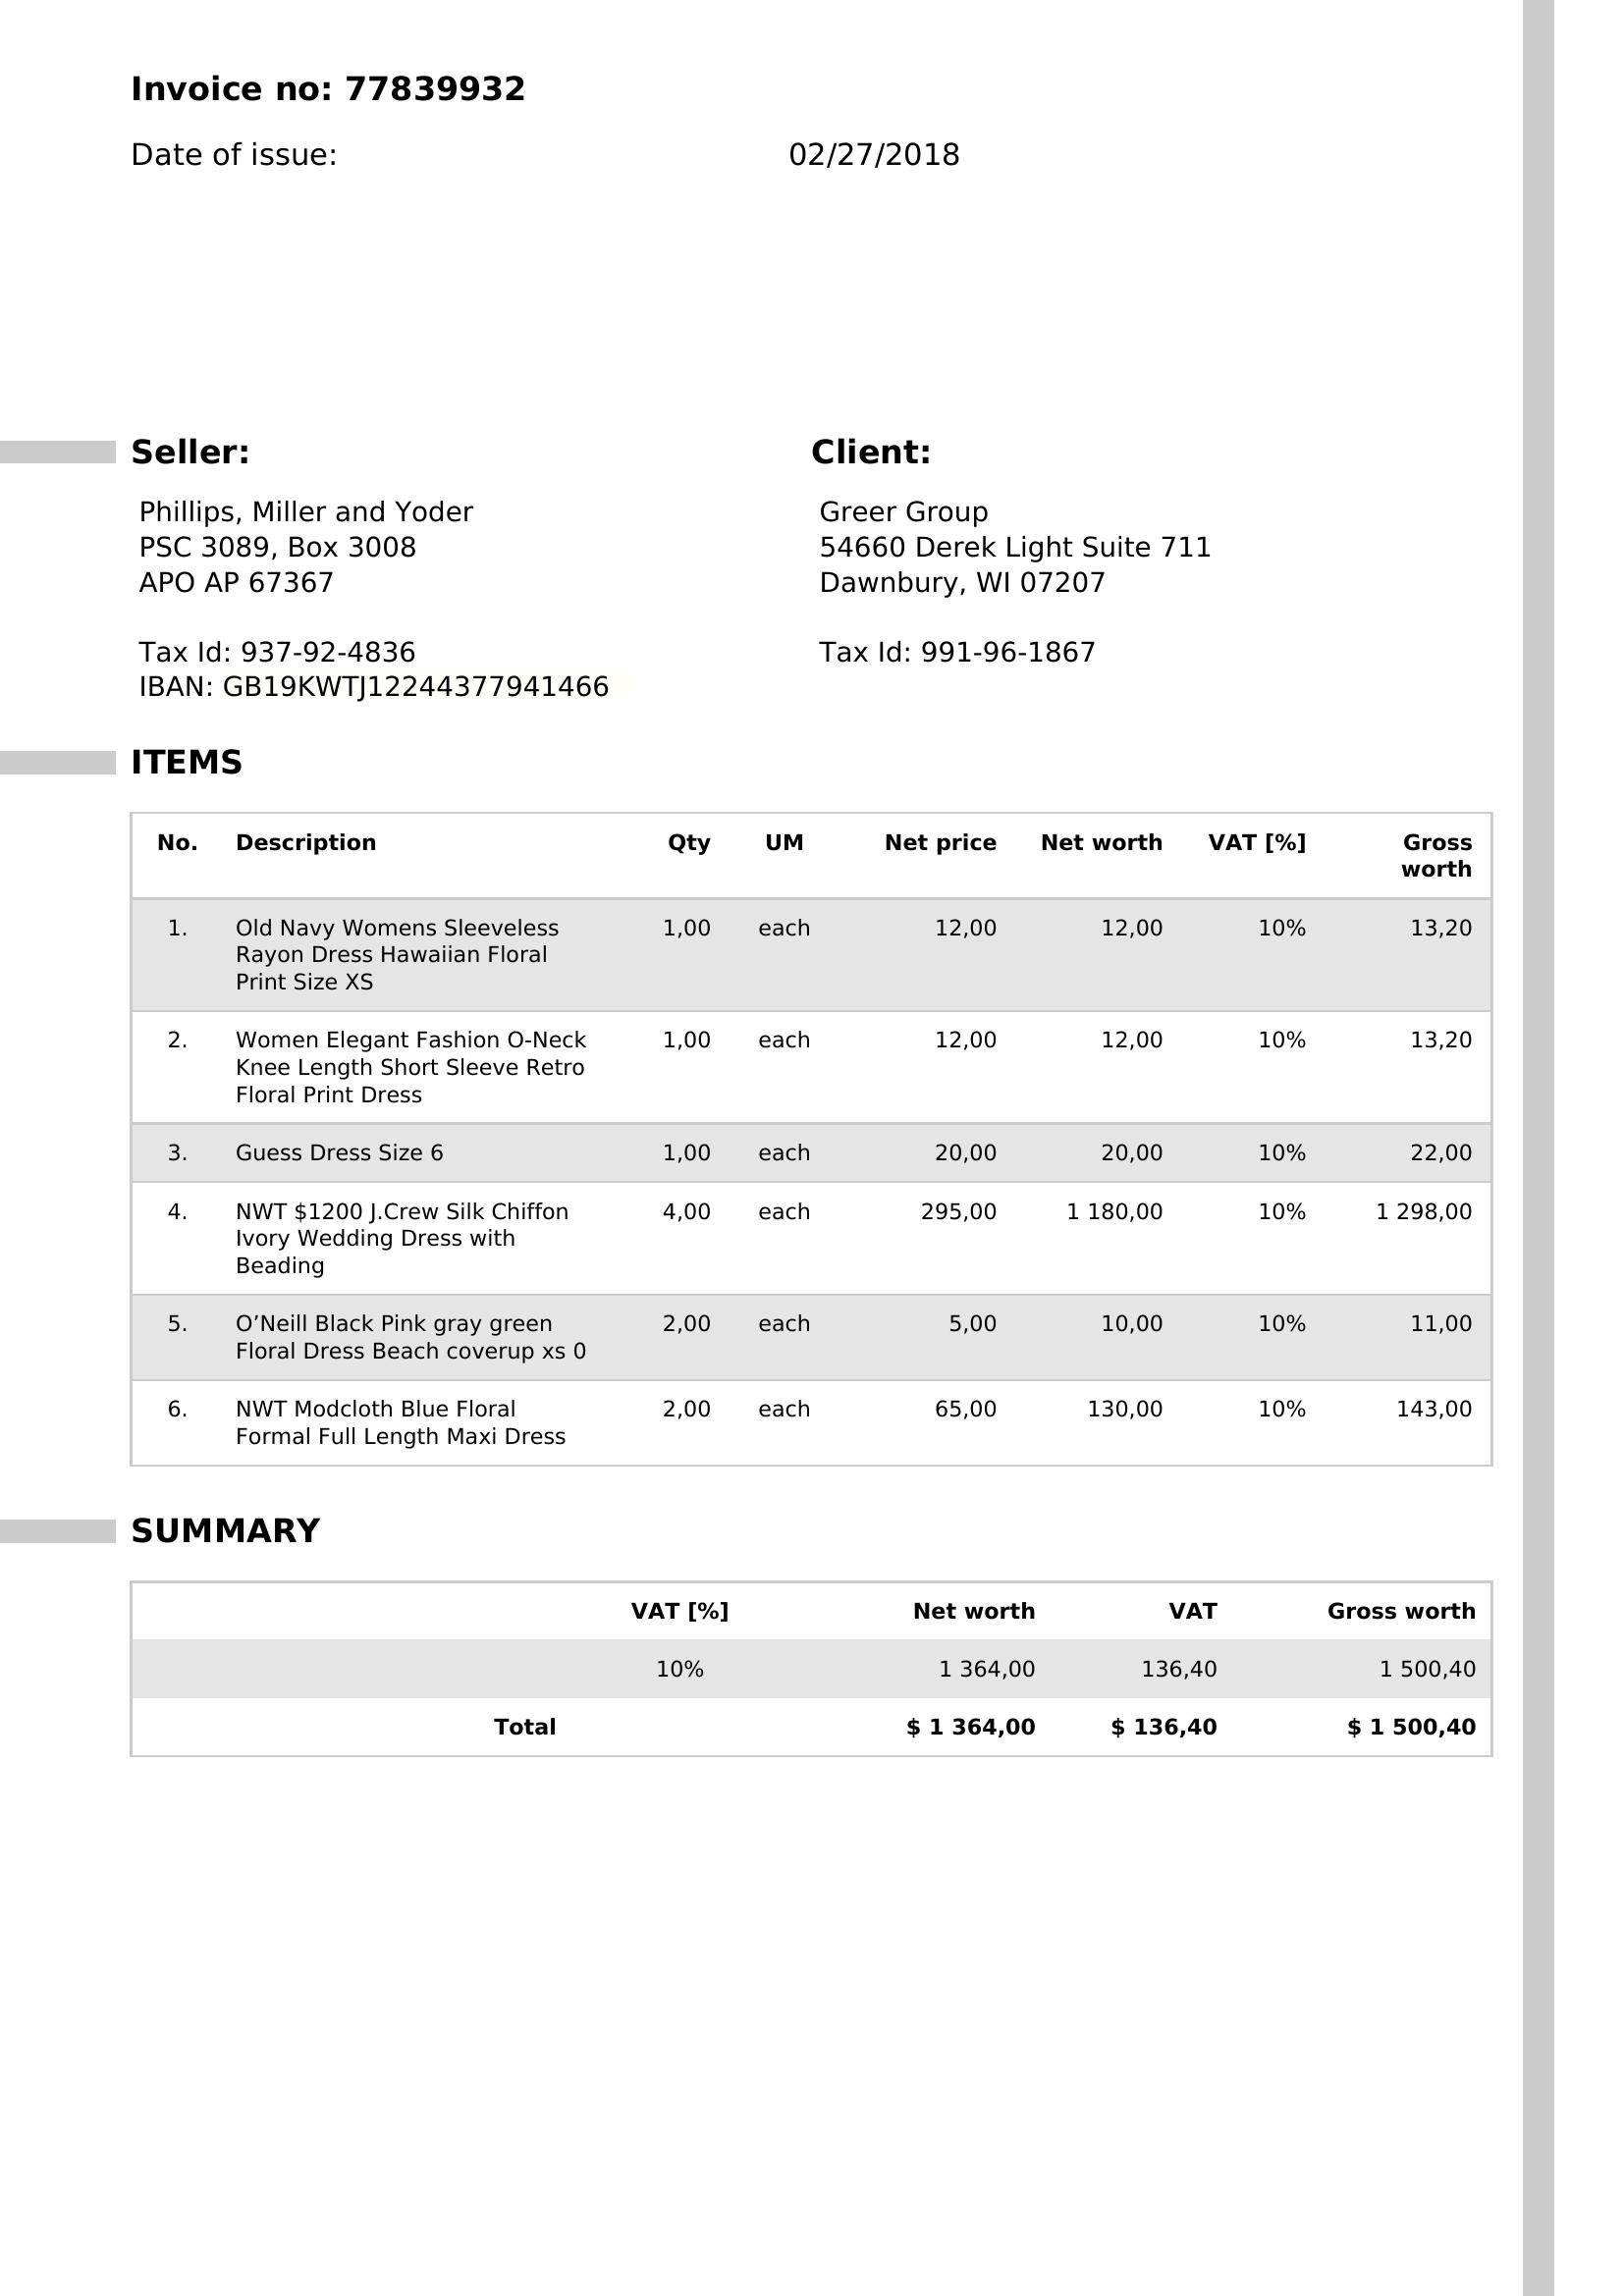 Invoice no: 77839932
Date of issue: 02/27/2018
Seller:
Phillips, Miller and Yoder
PSC 3089, Box 3008
APO AP 67367
Tax Id: 937-92-4836
IBAN: GB19KWTJ12244377941466
Client:
Greer Group
54660 Derek Light Suite 711
Dawnbury, WI 07207
Tax Id: 991-96-1867
ITEMS
No. Description Qty UM Net price Net worth VAT [%] Gross
worth
1. Old Navy Womens Sleeveless 1,00 each 12,00 12,00 10% 13,20
Rayon Dress Hawaiian Floral
Print Size XS
2. Women Elegant Fashion O-Neck 1,00 each 12,00 12,00 10% 13,20
Knee Length Short Sleeve Retro
Floral Print Dress
3. Guess Dress Size 6 1,00 each 20,00 20,00 10% 22,00
4. NWT $1200 J.Crew Silk Chiffon 4,00 each 295,00 1 180,00 10% 1 298,00
Ivory Wedding Dress with
Beading
5. O’Neill Black Pink gray green 2,00 each 5,00 10,00 10% 11,00
Floral Dress Beach coverup xs 0
6. NWT Modcloth Blue Floral 2,00 each 65,00 130,00 10% 143,00
Formal Full Length Maxi Dress
SUMMARY
VAT [%] Net worth VAT Gross worth
10% 1 364,00 136,40 1 500,40
Total $ 1 364,00 $ 136,40 $ 1 500,40